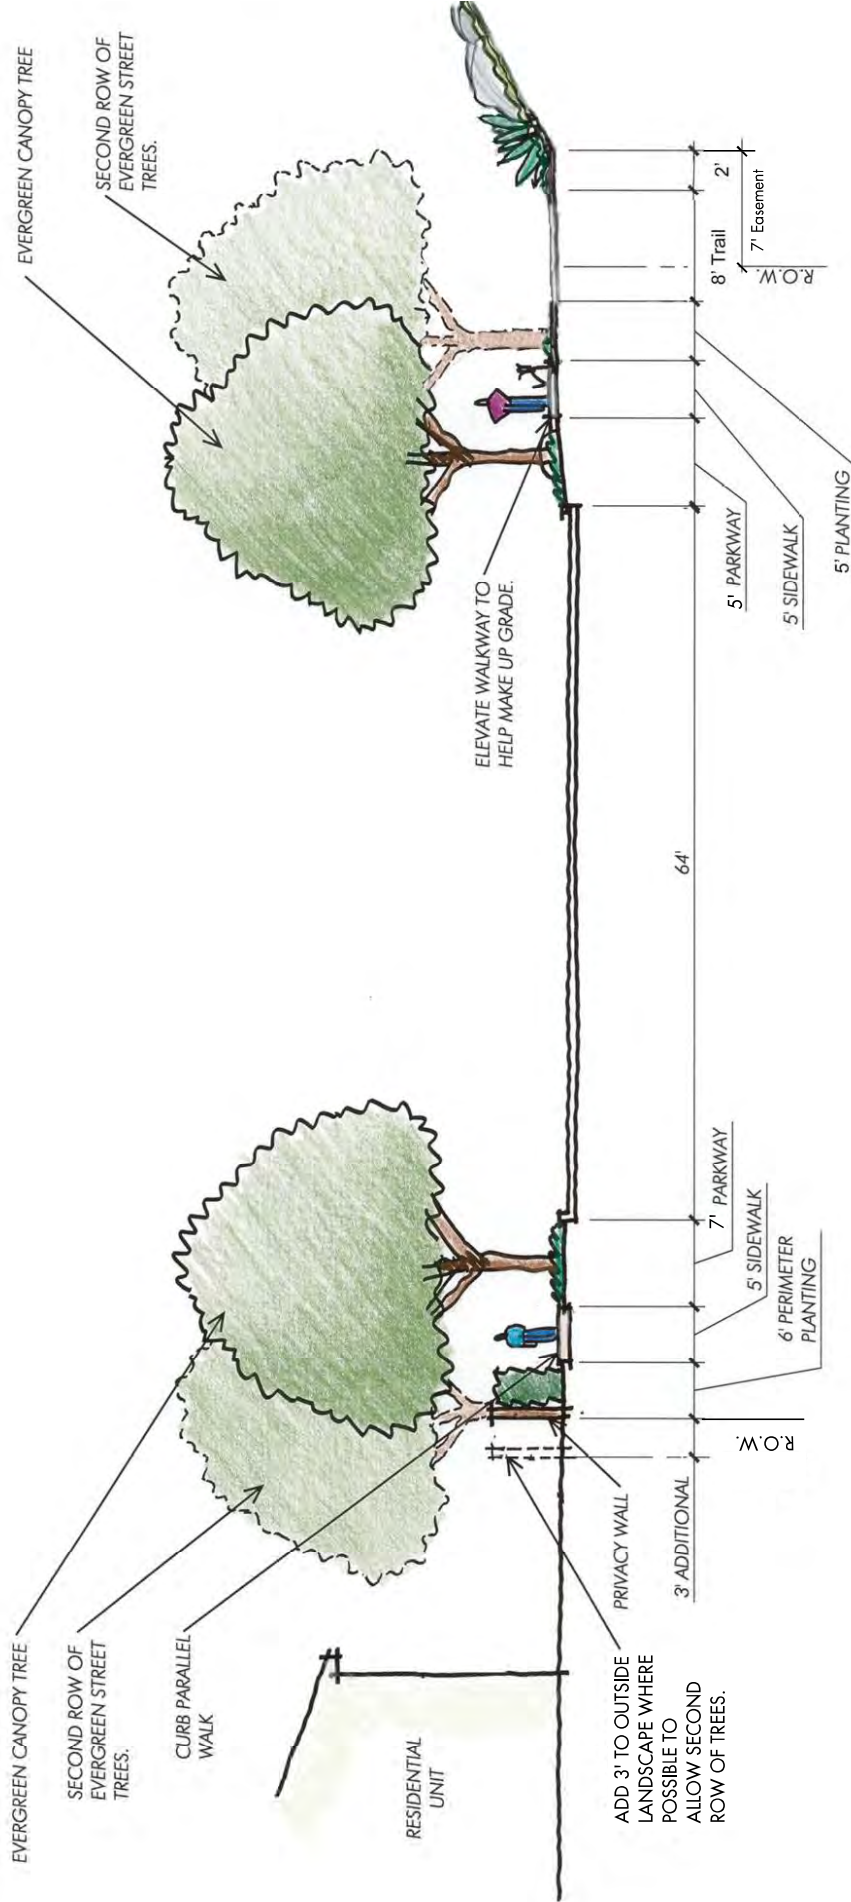 EVERGREEN CANOPY TREE
SECOND ROW OF
EVERGREEN STREET
TREES.
CURB PARALLEL
WALK
RESIDENTIAL
UNIT
ADD 3' TO OUTSIDE
LANDSCAPE WHERE
POSSIBLE TO
ALLOW SECOND
ROW OF TREES.
PRIVACY WALL
3' ADDITIONAL
R.O.W.
6' PERIMETER
PLANTING
5' SIDEWALK
7' PARKWAY
64'
ELEVATE WALKWAY TO
HELP MAKE UP GRADE.
EVERGREEN CANOPY TREE
SECOND ROW OF
EVERGREEN STREET
TREES.
5' PARKWAY
5' SIDEWALK
5' PLANTING
8' Trail
2'
7' Easement
R.O.W.